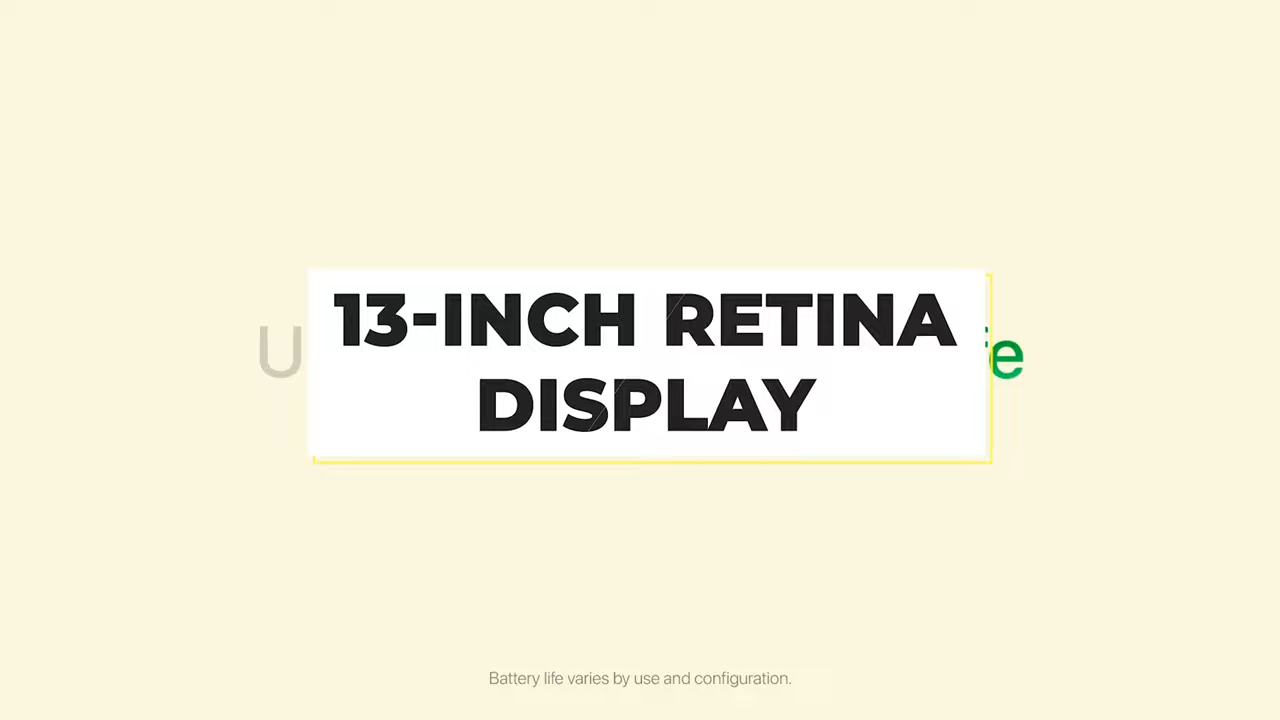 13-INCH RETINA
DISPLAY
Battery life varies by use and configuration.